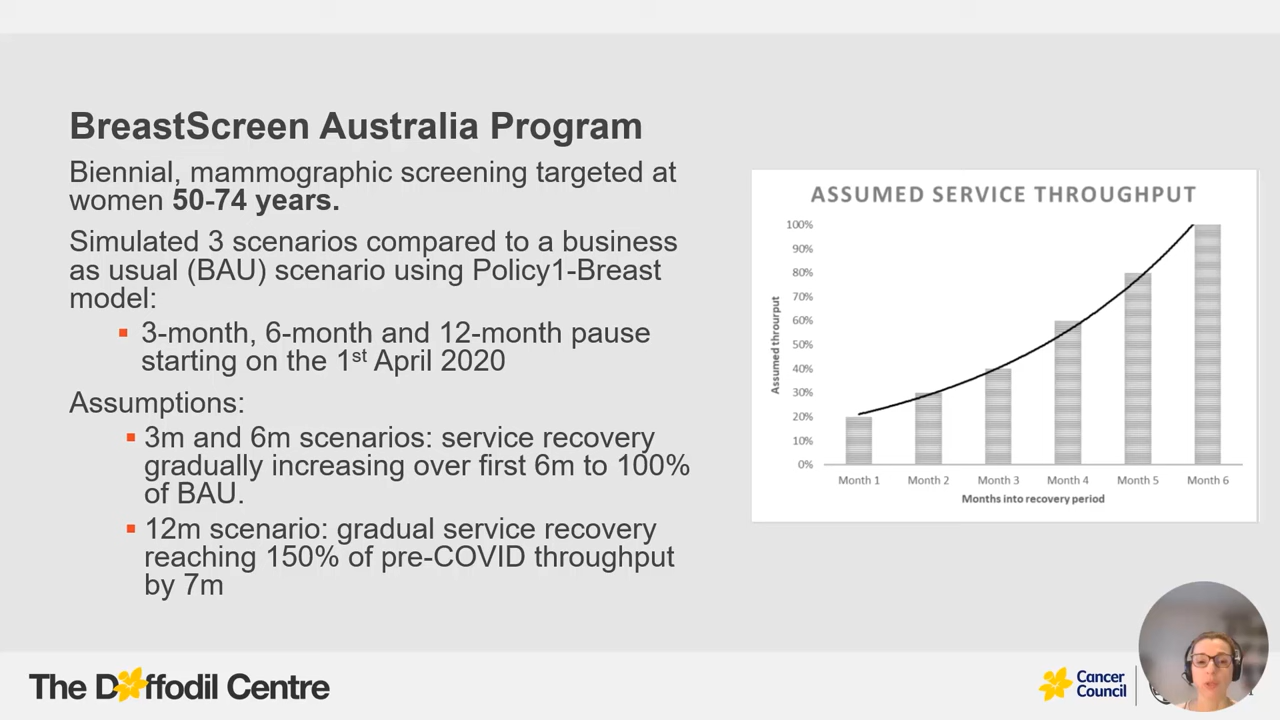 BreastScreen Australia Program
Biennial, mammographic screening targeted at
women 50-74 years.
Simulated 3 scenarios compared to a business
as usual (BAU) scenario using Policy1-Breast
model:
▪ 3-month, 6-month and 12-month pause
starting on the 1st April 2020
Assumptions:
▪ 3m and 6m scenarios: service recovery
gradually increasing over first 6m to 100%
of BAU.
▪ 12m scenario: gradual service recovery
reaching 150% of pre-COVID throughput
by 7m
ASSUMED SERVICE THROUGHPUT
Assumed throurput
100%
90%
80%
70%
60%
50%
40%
30%
20%
10%
0%
Month 1 Month 2 Month 3 Month 4 Month 5 Month 6
Months into recovery period
The Daffodil Centre
Cancer
Council